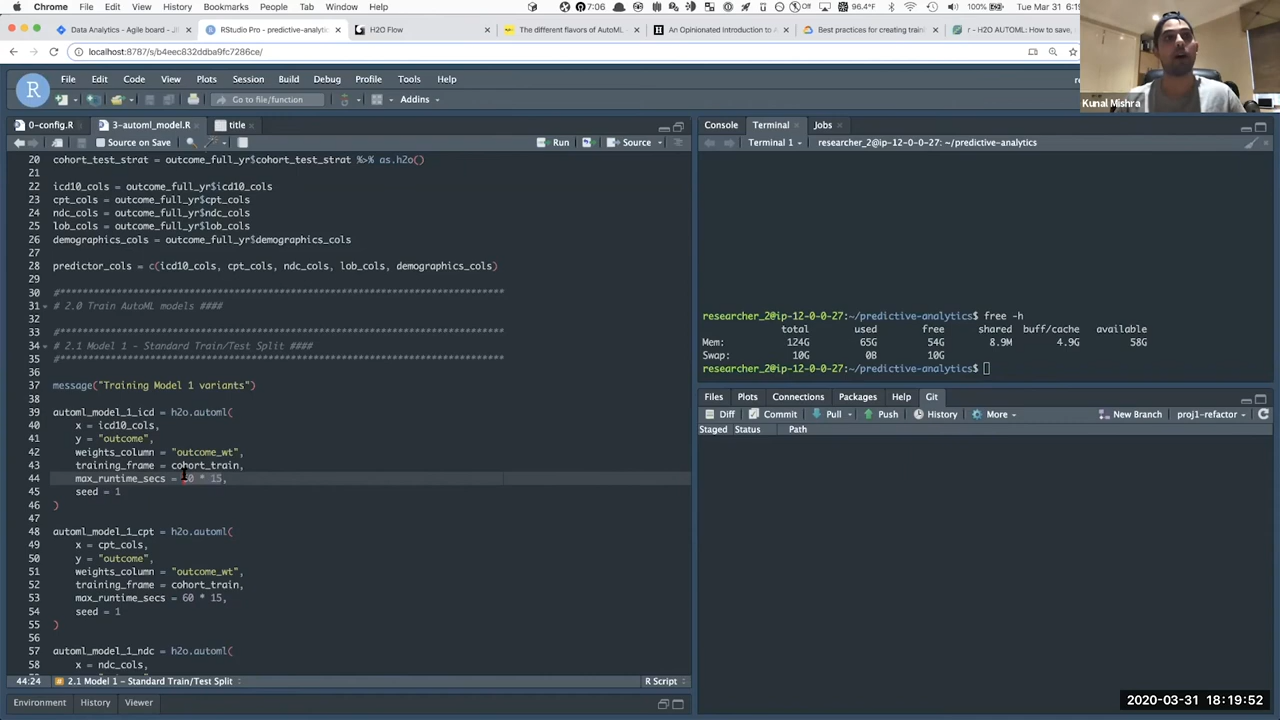 Chrome File Edit View History Bookmarks People Tab Window Help 7:06 96.4°F 100% Tue Mar 31 6:19
Data Analytics - Agile board - Ji
RStudio Pro - predictive-analytic
H2O Flow
The different flavors of AutoML
An Opinionated Introduction to A
Best practices for creating traini
r - H2O AUTOML: How to save,
localhost:8787/s/b4eec832ddba9fc7286ce/
File Edit Code View Plots Session Build Debug Profile Tools Help
Go to file/function Addins
Kunal Mishra
0-config.R 3-automl_model.R title
Source on Save Run Source
20 cohort_test_strat = outcome_full_yr$cohort_test_strat %>% as.h2o()
21
22 icd10_cols = outcome_full_yr$icd10_cols
23 cpt_cols = outcome_full_yr$cpt_cols
24 ndc_cols = outcome_full_yr$ndc_cols
25 lob_cols = outcome_full_yr$lob_cols
26 demographics_cols = outcome_full_yr$demographics_cols
27
28 predictor_cols = c(icd10_cols, cpt_cols, ndc_cols, lob_cols, demographics_cols)
29
30 #********************************************************************************
31 # 2.0 Train AutoML models ####
32
33 #********************************************************************************
34 # 2.1 Model 1 - Standard Train/Test Split ####
35 #********************************************************************************
36
37 message("Training Model 1 variants")
38
39 automl_model_1_icd = h2o.automl(
40 x = icd10_cols,
41 y = "outcome",
42 weights_column = "outcome_wt",
43 training_frame = cohort_train,
44 max_runtime_secs = 60 * 15,
45 seed = 1
46 )
47
48 automl_model_1_cpt = h2o.automl(
49 x = cpt_cols,
50 y = "outcome",
51 weights_column = "outcome_wt",
52 training_frame = cohort_train,
53 max_runtime_secs = 60 * 15,
54 seed = 1
55 )
56
57 automl_model_1_ndc = h2o.automl(
58 x = ndc_cols,
44:24 2.1 Model 1 - Standard Train/Test Split R Script
Environment History Viewer
Console Terminal Jobs
Terminal 1 researcher_2@ip-12-0-0-27: ~/predictive-analytics
researcher_2@ip-12-0-0-27:~/predictive-analytics$ free -h
total used free shared buff/cache available
Mem: 124G 65G 54G 8.9M 4.9G 58G
Swap: 10G 0B 10G
researcher_2@ip-12-0-0-27:~/predictive-analytics$
Files Plots Connections Packages Help Git
Diff Commit Pull Push History More New Branch proj1-refactor
Staged Status Path
2020-03-31 18:19:52